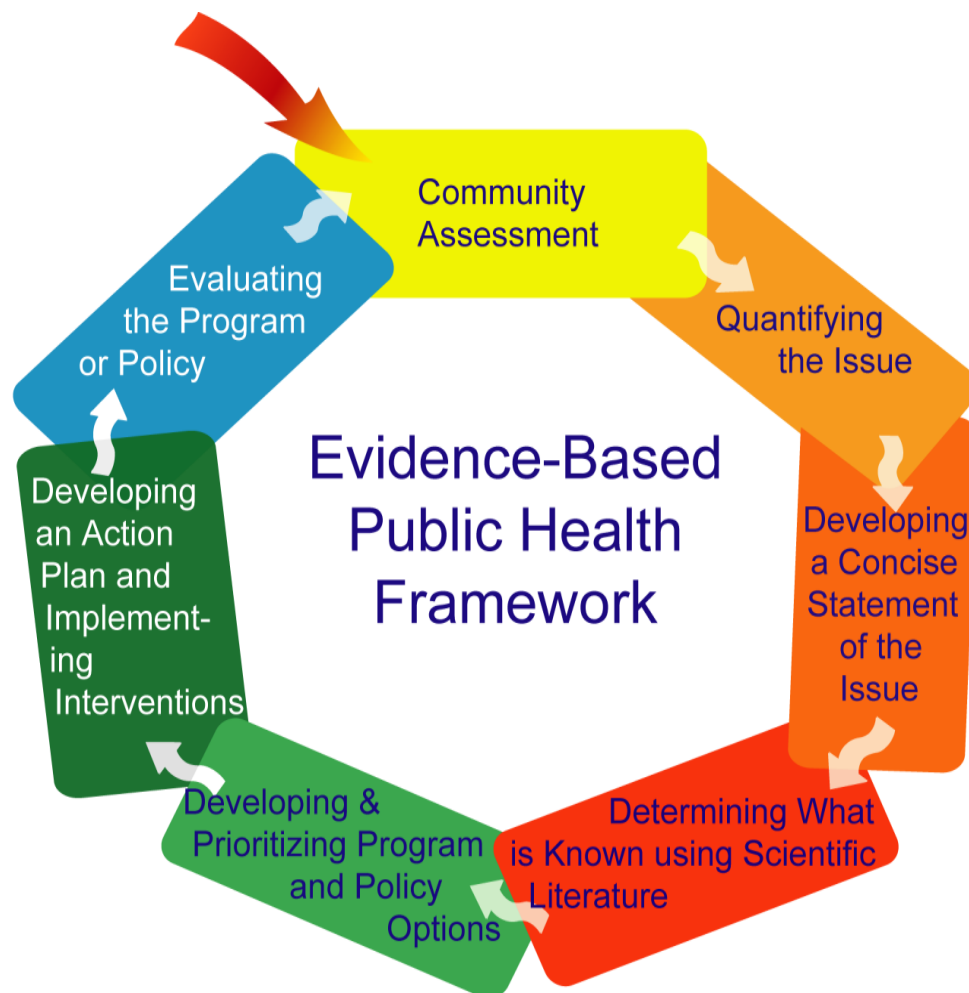 Community
Assessment
Quantifying
the Issue
Developing
a Concise
Statement
of the
Issue
Determining What
is Known using Scientific
Literature
Developing &
Prioritizing Program
and Policy
Options
Developing
an Action
Plan and
Implement-
ing
Interventions
Evaluating
the Program
or Policy
Evidence-Based
Public Health
Framework